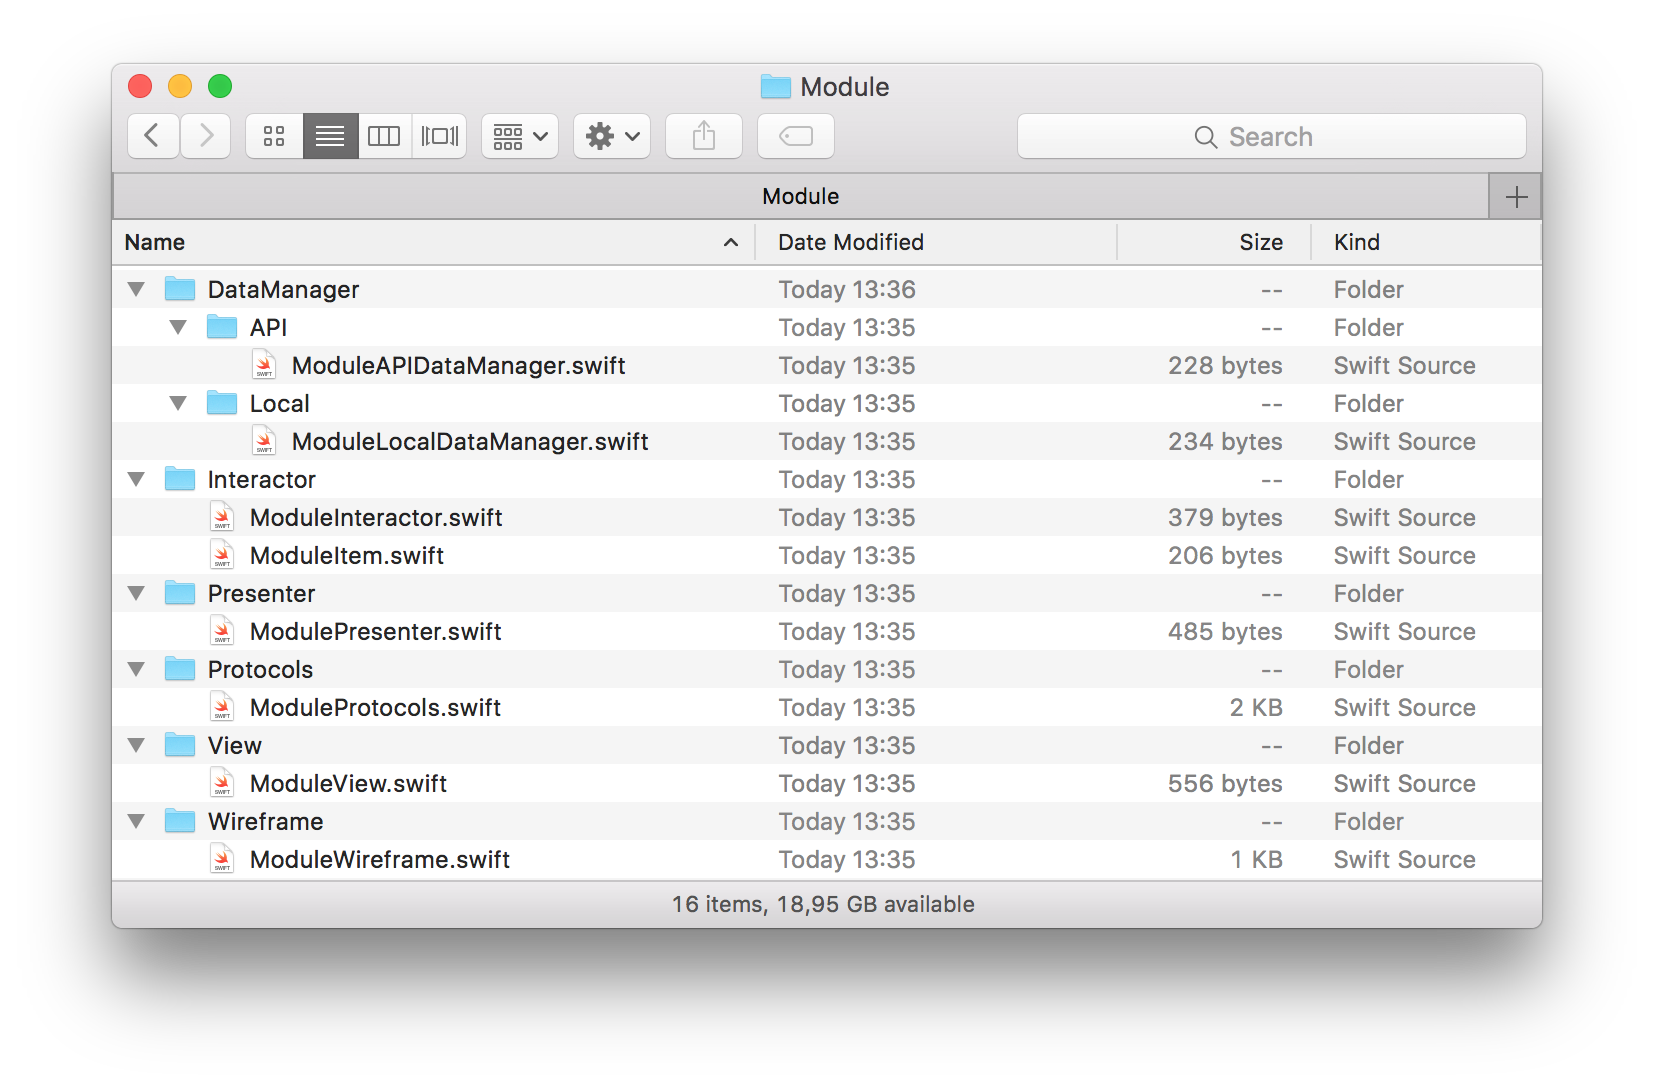 Module
Search
Module
Name Date Modified Size Kind
DataManager Today 13:36 -- Folder
API Today 13:35 -- Folder
ModuleAPIDataManager.swift Today 13:35 228 bytes Swift Source
Local Today 13:35 -- Folder
ModuleLocalDataManager.swift Today 13:35 234 bytes Swift Source
Interactor Today 13:35 -- Folder
ModuleInteractor.swift Today 13:35 379 bytes Swift Source
ModuleItem.swift Today 13:35 206 bytes Swift Source
Presenter Today 13:35 -- Folder
ModulePresenter.swift Today 13:35 485 bytes Swift Source
Protocols Today 13:35 -- Folder
ModuleProtocols.swift Today 13:35 2 KB Swift Source
View Today 13:35 -- Folder
ModuleView.swift Today 13:35 556 bytes Swift Source
Wireframe Today 13:35 -- Folder
ModuleWireframe.swift Today 13:35 1 KB Swift Source
16 items, 18,95 GB available